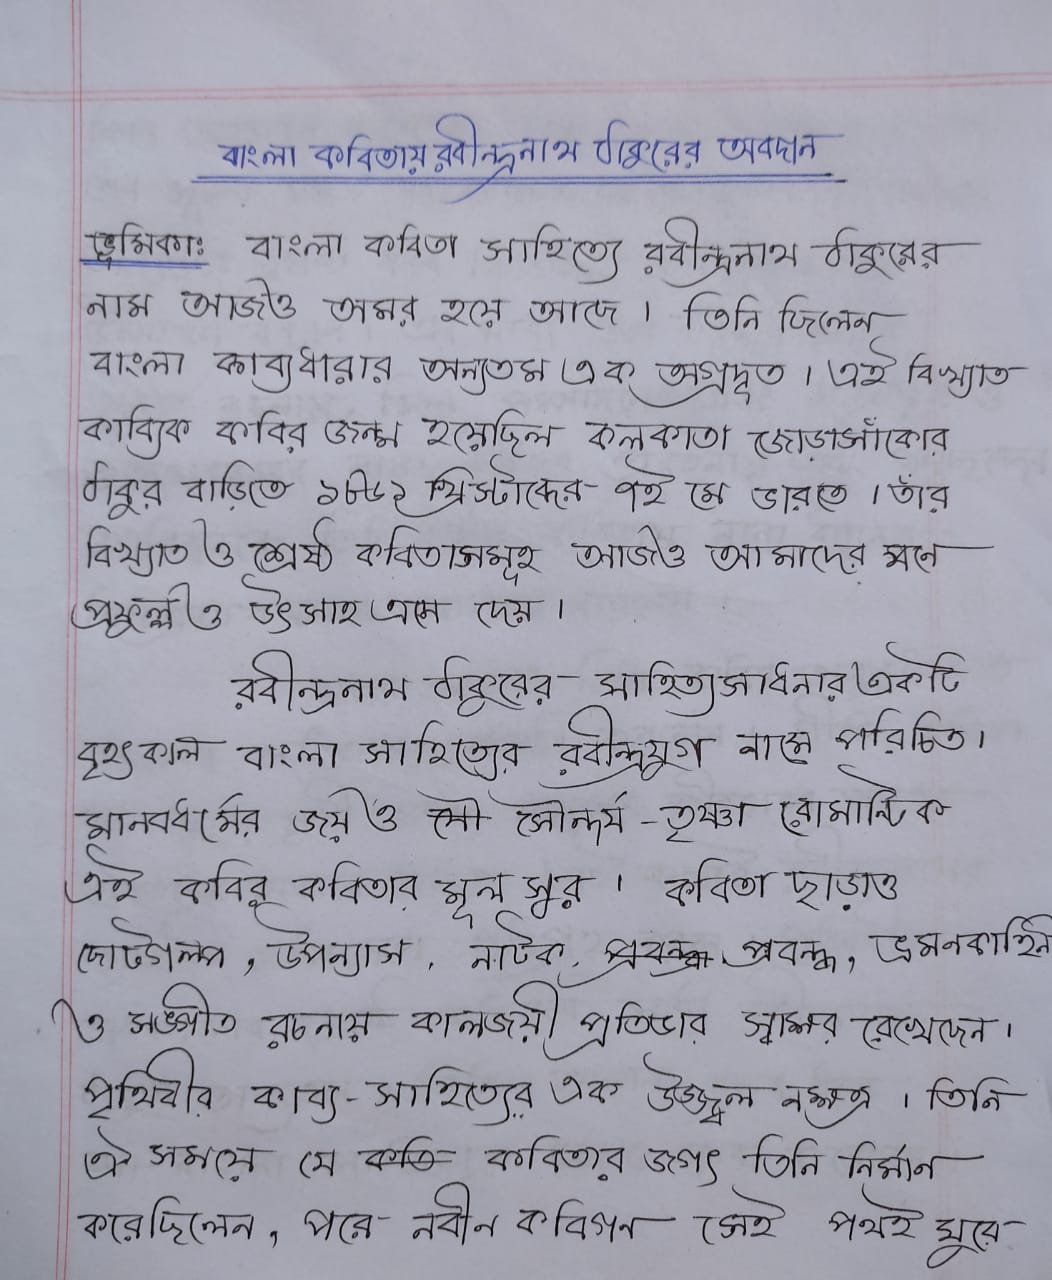 বাংলা কবিতায় রবীন্দ্রনাথ ঠাকুরের অবদান
ভূমিকাঃ বাংলা কবিতা সাহিত্যে রবীন্দ্রনাথ ঠাকুরের
নাম আজও অমর হয়ে আছে। তিনি ছিলেন
বাংলা কাব্যধারার অন্যতম এক অগ্রদূত। এই বিখ্যাত
কাব্যিক কবির জন্ম হয়েছিল কলকাতা জোড়াসাঁকোর
ঠাকুর বাড়িতে ১৮৬১ খ্রিস্টাব্দের ৭ই মে ভারতে। তাঁর
বিখ্যাত ও শ্রেষ্ঠ কবিতাসমূহ আজও আমাদের মনে
প্রফুল্ল ও উৎসাহ এনে দেয়।
রবীন্দ্রনাথ ঠাকুরের সাহিত্যসাধনার একটি
বৃহৎকাল বাংলা সাহিত্যের রবীন্দ্রযুগ নামে পরিচিত।
মানবধর্মের জয় ও সৌ সৌন্দর্য-তৃষ্ণা রোমান্টিক
এই কবির কবিতার মূল সুর। কবিতা ছাড়াও
ছোটগল্প, উপন্যাস, নাটক, প্রবন্ধ, প্রবন্ধ, ভ্রমনকাহিনী
ও সঙ্গীত রচনায় কালজয়ী প্রতিভার স্বাক্ষর রেখেছেন।
পৃথিবীর কাব্য-সাহিত্যের এক উজ্জ্বল নক্ষত্র। তিনি
ঐ সময়ে যে কতি কবিতার জগৎ তিনি নির্মান
করেছিলেন, পরে নবীন কবিগন সেই পথই ঘুরে